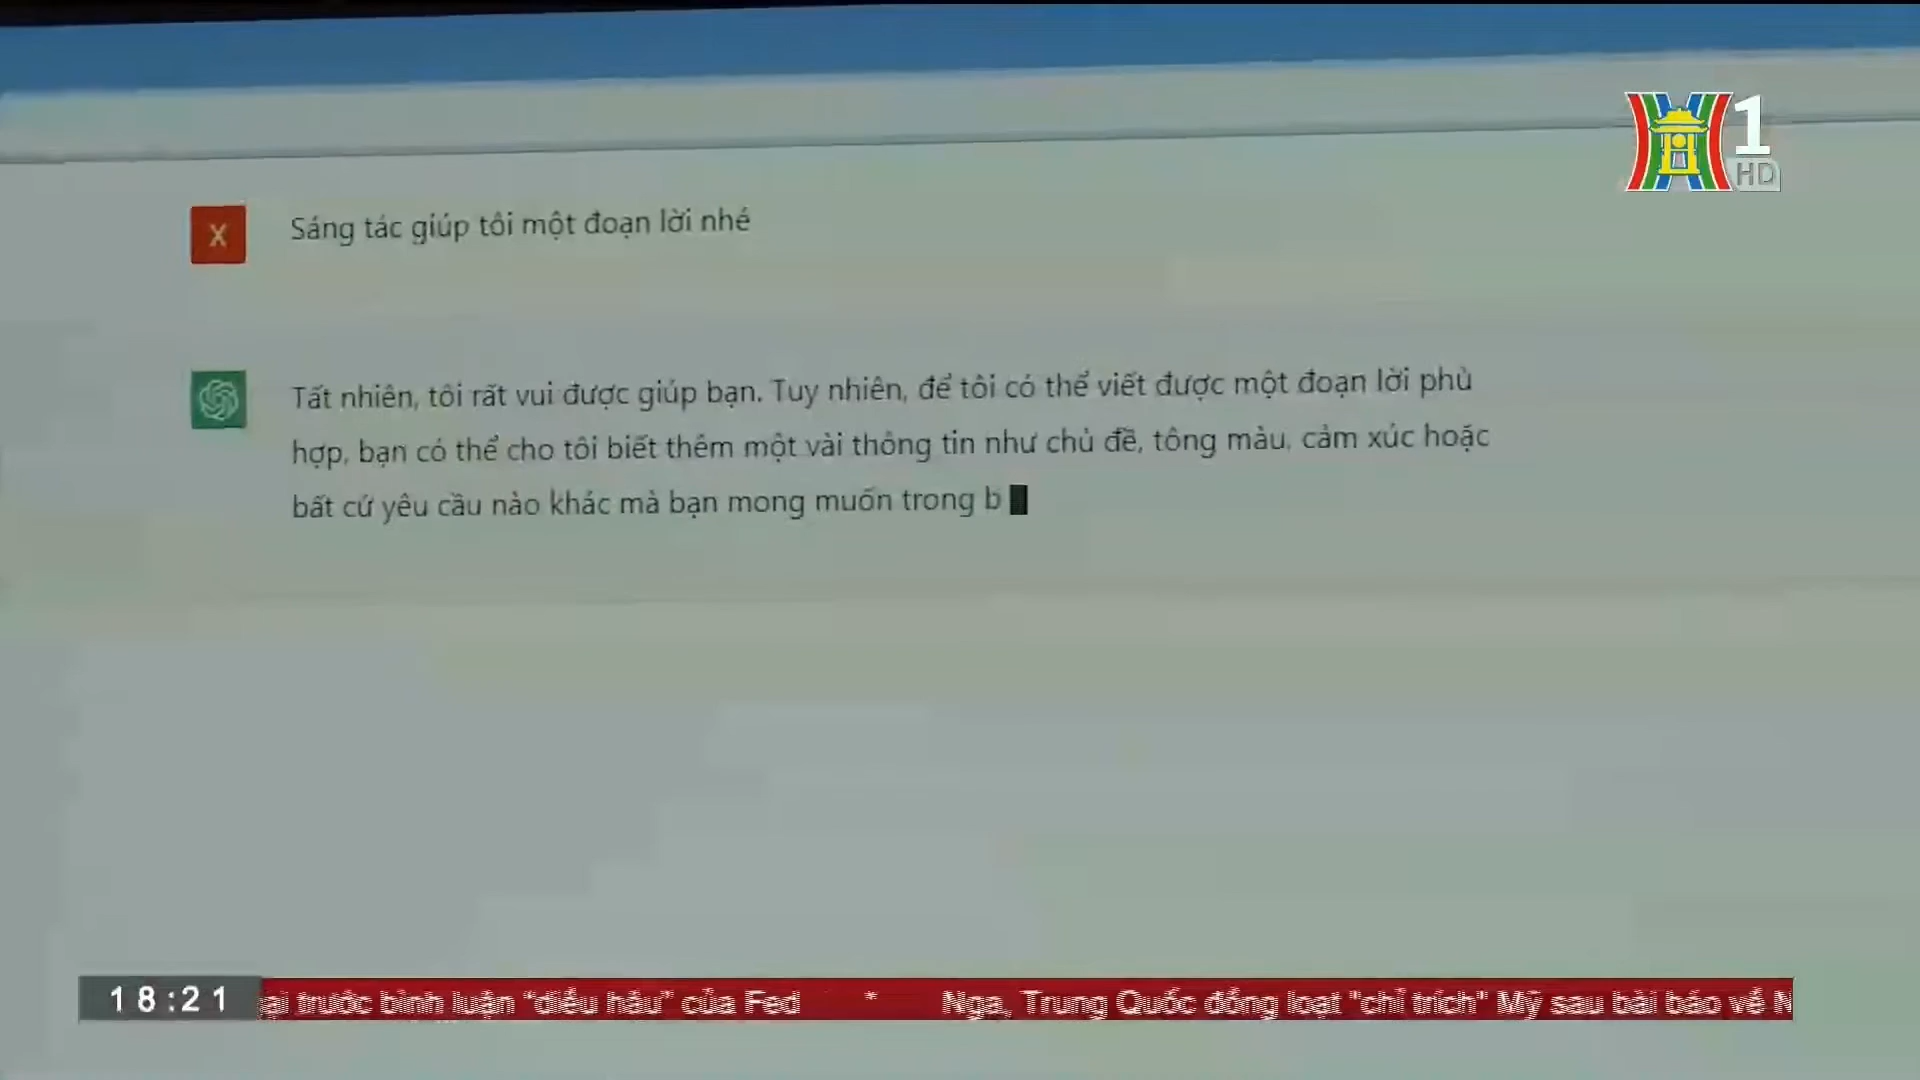 1
HD
X
Sáng tác giúp tôi một đoạn lời nhé
Tất nhiên, tôi rất vui được giúp bạn. Tuy nhiên, để tôi có thể viết được một đoạn lời phù
hợp, bạn có thể cho tôi biết thêm một vài thông tin như chủ đề, tông màu, cảm xúc hoặc
bất cứ yêu cầu nào khác mà bạn mong muốn trong b
18:21 trước bình luận "diều hâu" của Fed * Nga, Trung Quốc đồng loạt "chỉ trích" Mỹ sau bài báo về N